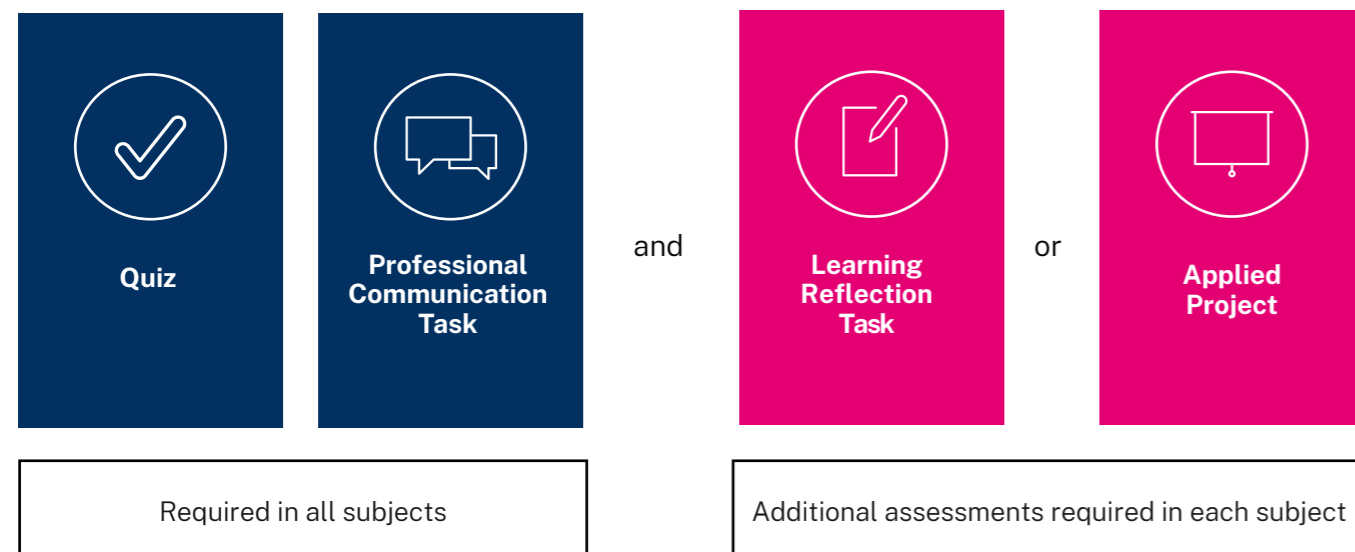 Quiz
Professional
Communication
Task
and
Learning
Reflection
Task
or
Applied
Project
Required in all subjects
Additional assessments required in each subject